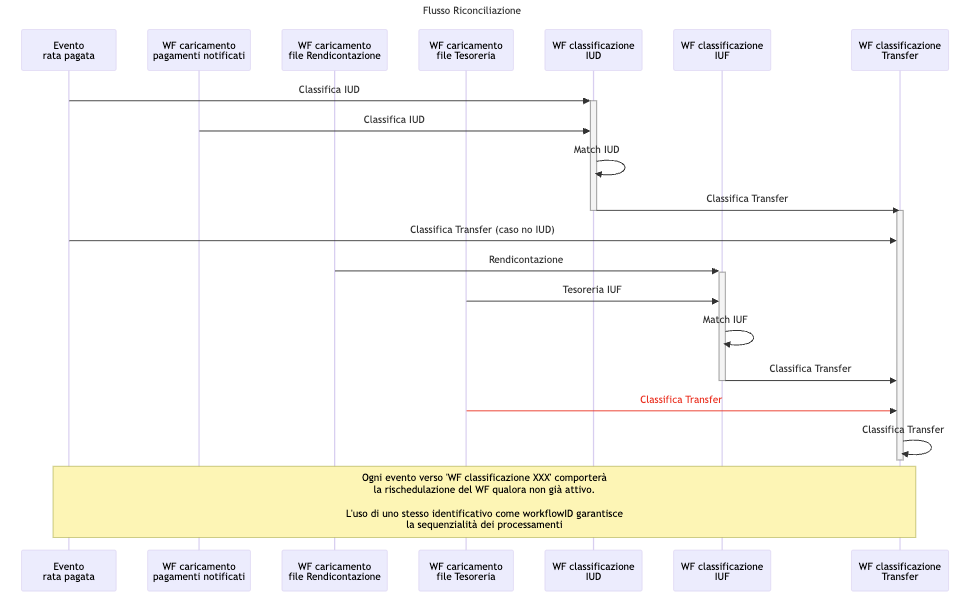 Flusso Riconciliazione
Evento
rata pagata
WF caricamento
pagamenti notificati
WF caricamento
file Rendicontazione
WF caricamento
file Tesoreria
WF classificazione
IUD
WF classificazione
IUF
WF classificazione
Transfer
Classifica IUD
Classifica IUD
Match IUD
Classifica Transfer
Classifica Transfer (caso no IUD)
Rendicontazione
Tesoreria IUF
Match IUF
Classifica Transfer
Classifica Transfer
Classifica Transfer
Ogni evento verso 'WF classificazione XXX' comporterà
la rischedulazione del WF qualora non già attivo.
L'uso di uno stesso identificativo come workflowID garantisce
la sequenzialità dei processamenti
Evento
rata pagata
WF caricamento
pagamenti notificati
WF caricamento
file Rendicontazione
WF caricamento
file Tesoreria
WF classificazione
IUD
WF classificazione
IUF
WF classificazione
Transfer